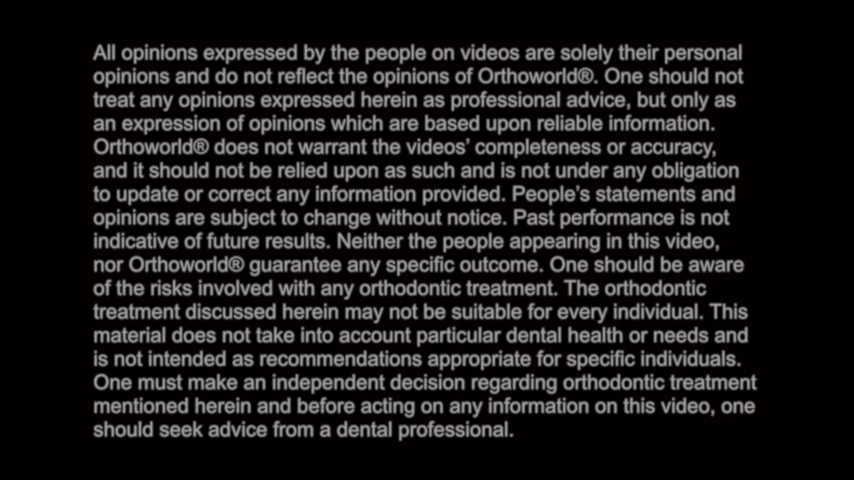 All opinions expressed by the people on videos are solely their personal
opinions and do not reflect the opinions of Orthoworld®. One should not
treat any opinions expressed herein as professional advice, but only as
an expression of opinions which are based upon reliable information.
Orthoworld® does not warrant the videos' completeness or accuracy,
and it should not be relied upon as such and is not under any obligation
to update or correct any information provided. People's statements and
opinions are subject to change without notice. Past performance is not
indicative of future results. Neither the people appearing in this video,
nor Orthoworld® guarantee any specific outcome. One should be aware
of the risks involved with any orthodontic treatment. The orthodontic
treatment discussed herein may not be suitable for every individual. This
material does not take into account particular dental health or needs and
is not intended as recommendations appropriate for specific individuals.
One must make an independent decision regarding orthodontic treatment
mentioned herein and before acting on any information on this video, one
should seek advice from a dental professional.